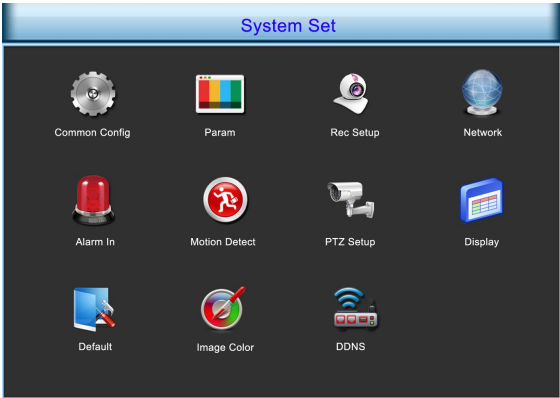 System Set
Common Config
Param
Rec Setup
Network
Alarm In
Motion Detect
PTZ Setup
Display
Default
Image Color
DDNS